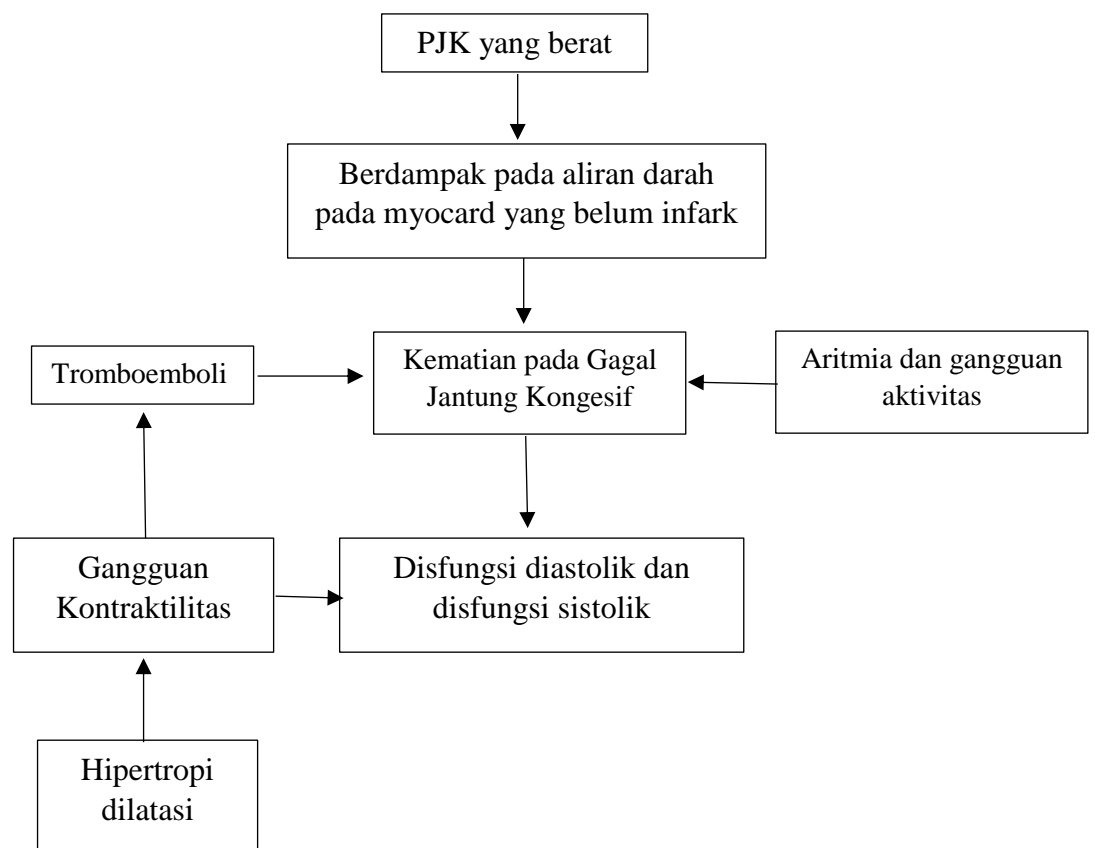 PJK yang berat
Berdampak pada aliran darah
pada myocard yang belum infark
Tromboemboli
Kematian pada Gagal
Jantung Kongesif
Aritmia dan gangguan
aktivitas
Gangguan
Kontraktilitas
Disfungsi diastolik dan
disfungsi sistolik
Hipertropi
dilatasi